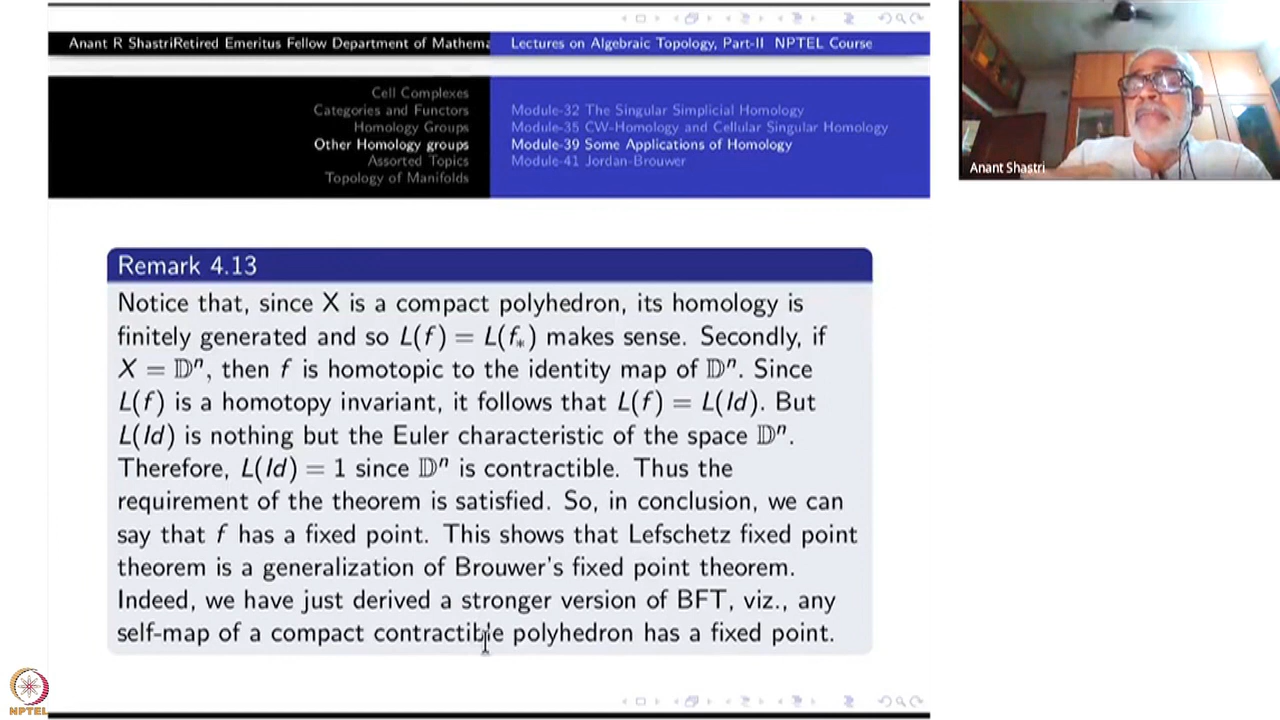 Anant R ShastriRetired Emeritus Fellow Department of Mathema
Lectures on Algebraic Topology, Part-II NPTEL Course
Cell Complexes
Categories and Functors
Homology Groups
Other Homology groups
Assorted Topics
Topology of Manifolds
Module-32 The Singular Simplicial Homology
Module-35 CW-Homology and Cellular Singular Homology
Module-39 Some Applications of Homology
Module-41 Jordan-Brouwer
Anant Shastri
Remark 4.13
Notice that, since X is a compact polyhedron, its homology is
finitely generated and so L(f) = L(f_*) makes sense. Secondly, if
X = 𝔻ⁿ, then f is homotopic to the identity map of 𝔻ⁿ. Since
L(f) is a homotopy invariant, it follows that L(f) = L(Id). But
L(Id) is nothing but the Euler characteristic of the space 𝔻ⁿ.
Therefore, L(Id) = 1 since 𝔻ⁿ is contractible. Thus the
requirement of the theorem is satisfied. So, in conclusion, we can
say that f has a fixed point. This shows that Lefschetz fixed point
theorem is a generalization of Brouwer's fixed point theorem.
Indeed, we have just derived a stronger version of BFT, viz., any
self-map of a compact contractible polyhedron has a fixed point.
NPTEL